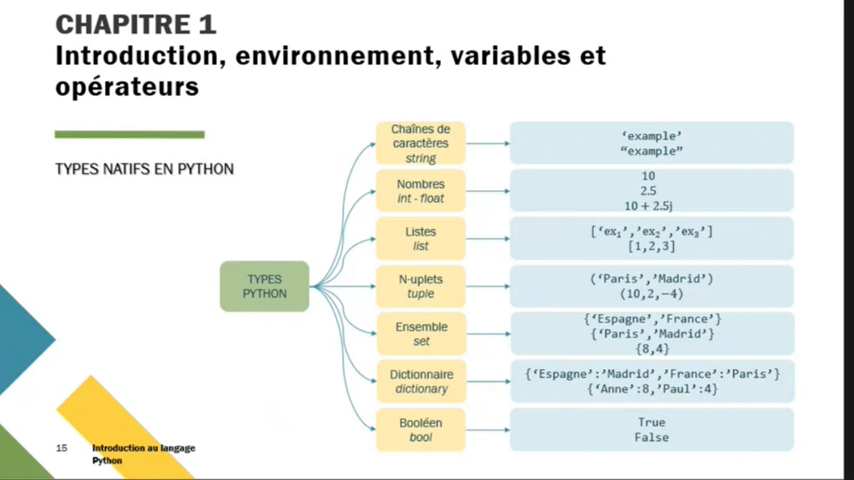 CHAPITRE 1
Introduction, environnement, variables et
opérateurs
TYPES NATIFS EN PYTHON
TYPES
PYTHON
Chaînes de
caractères
string
‘example’
“example”
Nombres
int - float
10
2.5
10 + 2.5j
Listes
list
[‘ex₁’,’ex₂’,’ex₃’]
[1,2,3]
N-uplets
tuple
(‘Paris’,’Madrid’)
(10,2,−4)
Ensemble
set
{‘Espagne’,’France’}
{‘Paris’,’Madrid’}
{8,4}
Dictionnaire
dictionary
{‘Espagne’:’Madrid’,’France’:’Paris’}
{‘Anne’:8,’Paul’:4}
Booléen
bool
True
False
15
Introduction au langage
Python